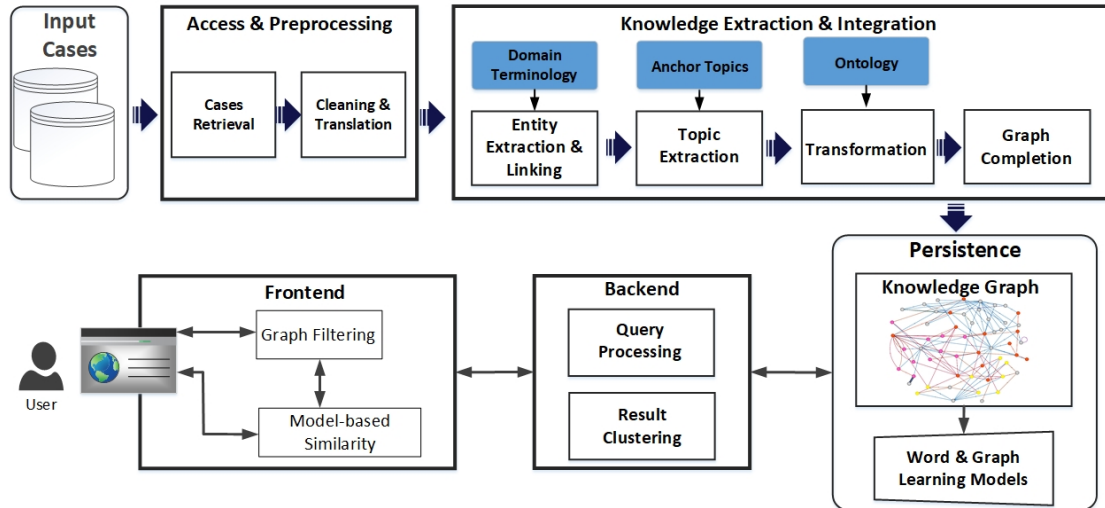 Input
Cases
Access & Preprocessing
Cases
Retrieval
Cleaning &
Translation
Knowledge Extraction & Integration
Domain
Terminology
Anchor Topics
Ontology
Entity
Extraction &
Linking
Topic
Extraction
Transformation
Graph
Completion
Persistence
Knowledge Graph
Word & Graph
Learning Models
Backend
Query
Processing
Result
Clustering
Frontend
Graph Filtering
Model-based
Similarity
User